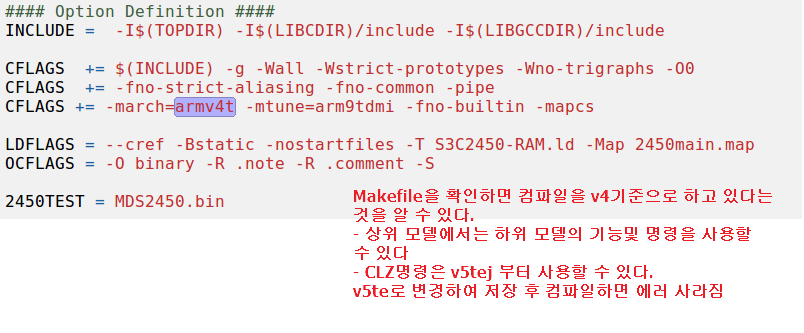 #### Option Definition ####
INCLUDE =  -I$(TOPDIR) -I$(LIBCDIR)/include -I$(LIBGCCDIR)/include
CFLAGS  += $(INCLUDE) -g -Wall -Wstrict-prototypes -Wno-trigraphs -O0
CFLAGS  += -fno-strict-aliasing -fno-common -pipe
CFLAGS += -march=armv4t -mtune=arm9tdmi -fno-builtin -mapcs
LDFLAGS = --cref -Bstatic -nostartfiles -T S3C2450-RAM.ld -Map 2450main.map
OCFLAGS = -O binary -R .note -R .comment -S
2450TEST = MDS2450.bin
Makefile을 확인하면 컴파일을 v4기준으로 하고 있다는
것을 알 수 있다.
- 상위 모델에서는 하위 모델의 기능및 명령을 사용할
수 있다
- CLZ명령은 v5tej 부터 사용할 수 있다.
v5te로 변경하여 저장 후 컴파일하면 에러 사라짐